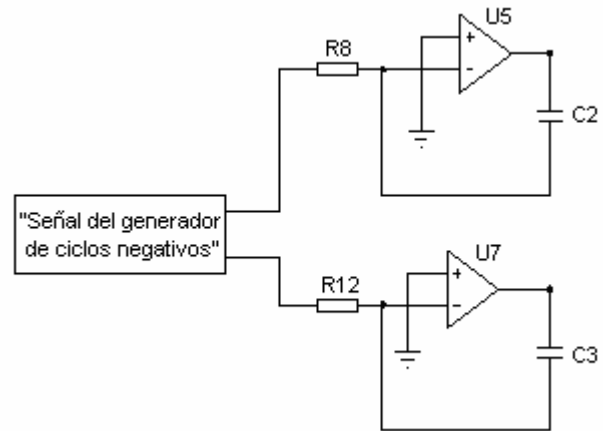 U5
R8
+
-
C2
"Señal del generador
de ciclos negativos"
U7
R12
+
-
C3